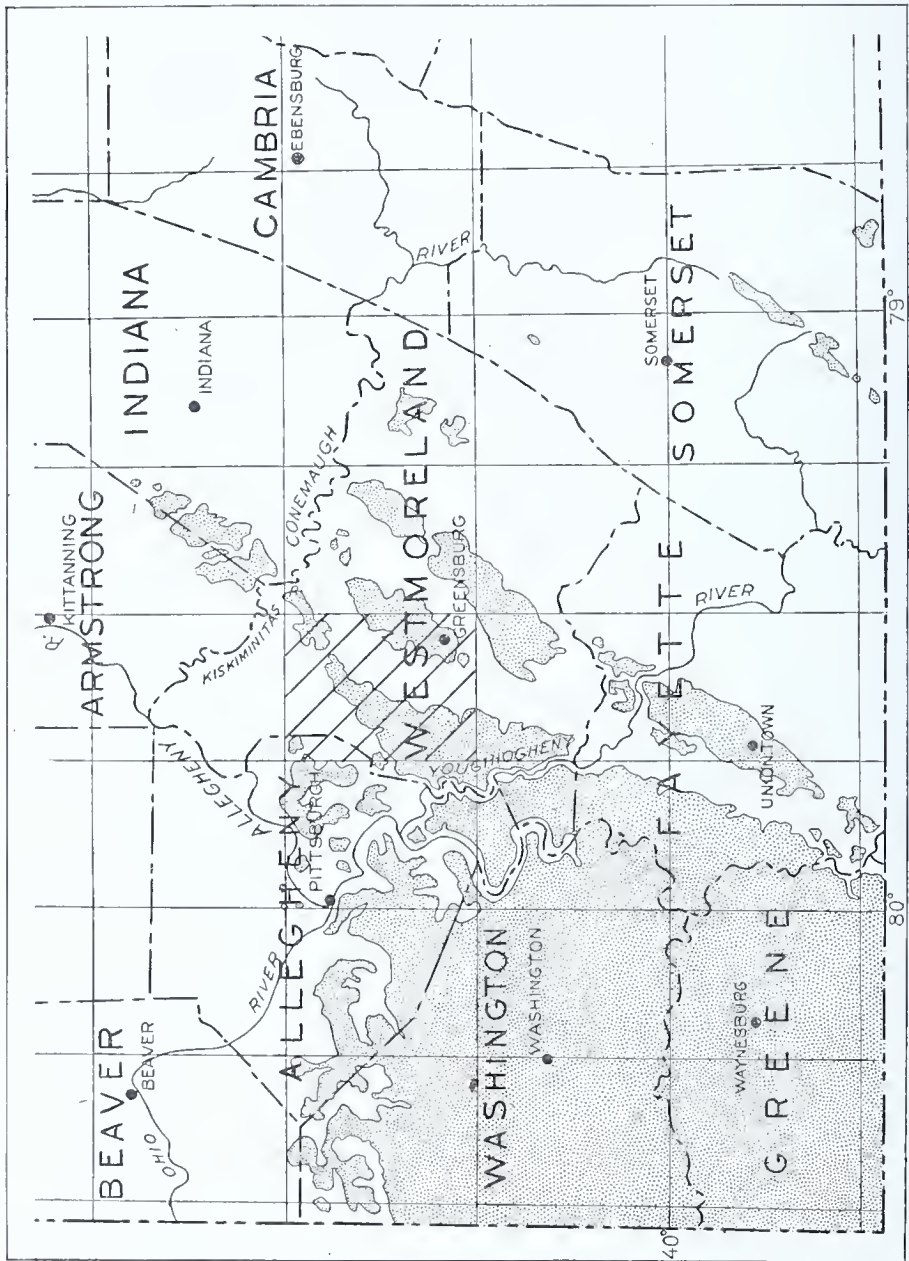 KITTANNING
ARMSTRONG
INDIANA
INDIANA
CAMBRIA
EBENSBURG
BEAVER
BEAVER
OHIO
RIVER
ALLEGHENY
KISKIMINITAS
CONEMAUGH
RIVER
ALLEGHENY
PITTSBURGH
WESTMORELAND
GREENSBURG
YOUGHIOGHENY
RIVER
WASHINGTON
WASHINGTON
FAYETTE
UNIONTOWN
SOMERSET
SOMERSET
GREENE
WAYNESBURG
40°
80°
79°